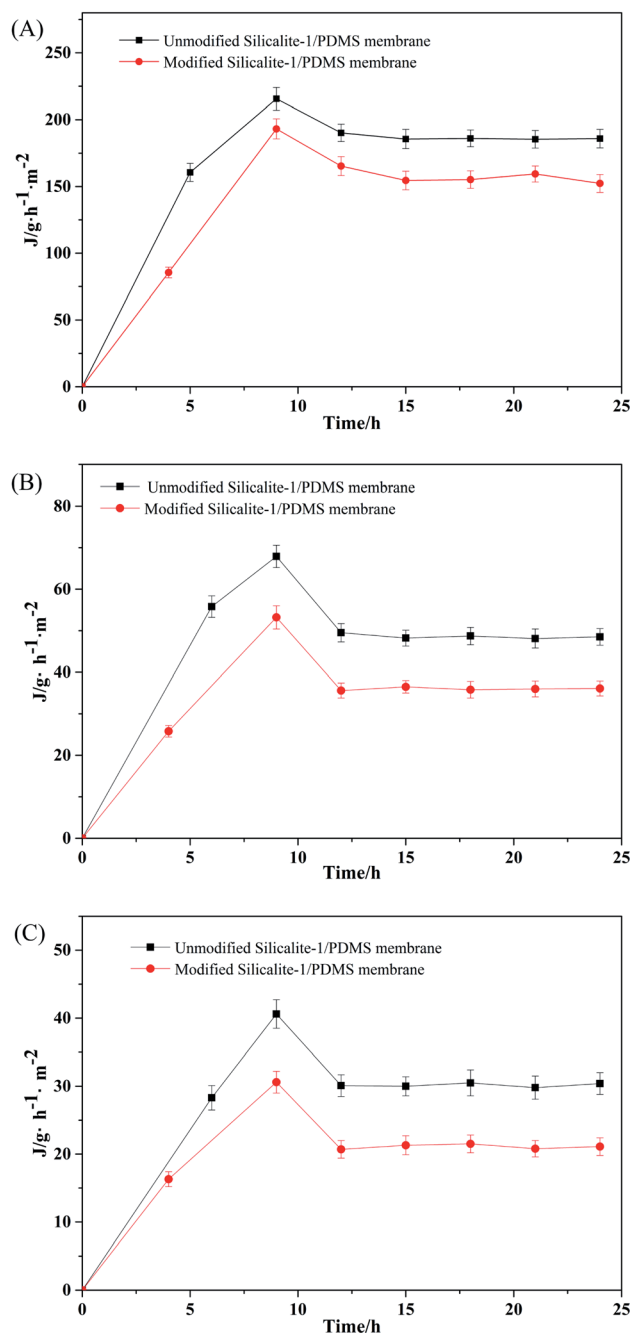 (A)
Unmodified Silicalite-1/PDMS membrane
Modified Silicalite-1/PDMS membrane
J/g·h⁻¹·m⁻²
250
200
150
100
50
0
0 5 10 15 20 25
Time/h
(B)
Unmodified Silicalite-1/PDMS membrane
Modified Silicalite-1/PDMS membrane
J/g· h⁻¹·m⁻²
80
60
40
20
0
0 5 10 15 20 25
Time/h
(C)
Unmodified Silicalite-1/PDMS membrane
Modified Silicalite-1/PDMS membrane
J/g· h⁻¹· m⁻²
50
40
30
20
10
0
0 5 10 15 20 25
Time/h